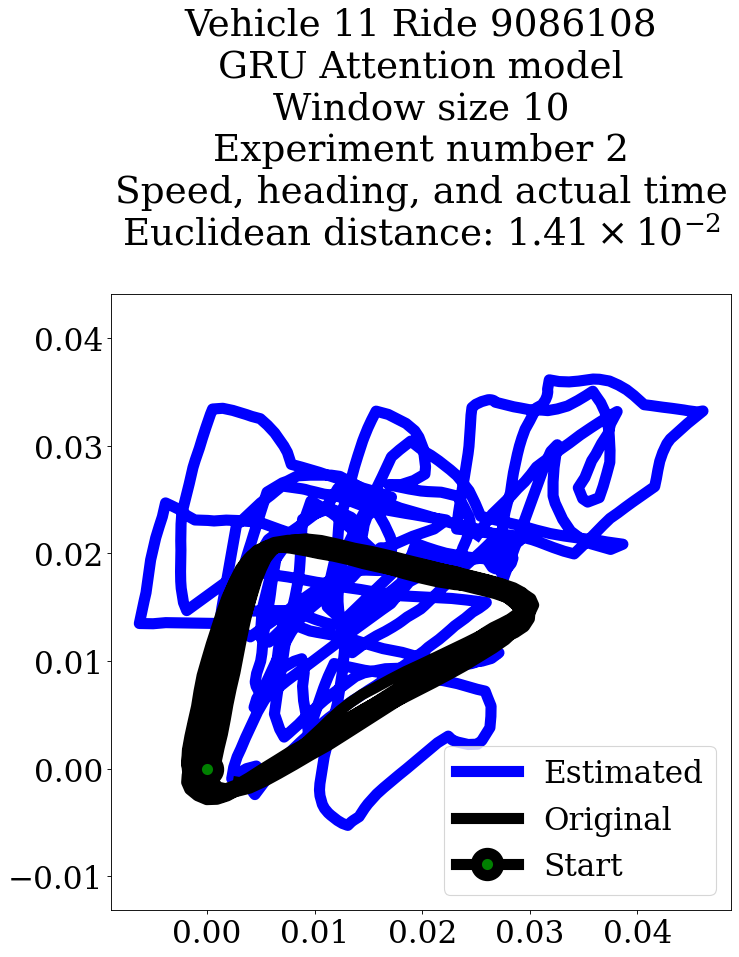 Vehicle 11 Ride 9086108
GRU Attention model
Window size 10
Experiment number 2
Speed, heading, and actual time
Euclidean distance: 1.41 × 10⁻²
0.04
0.03
0.02
0.01
0.00
−0.01
Estimated
Original
Start
0.00 0.01 0.02 0.03 0.04